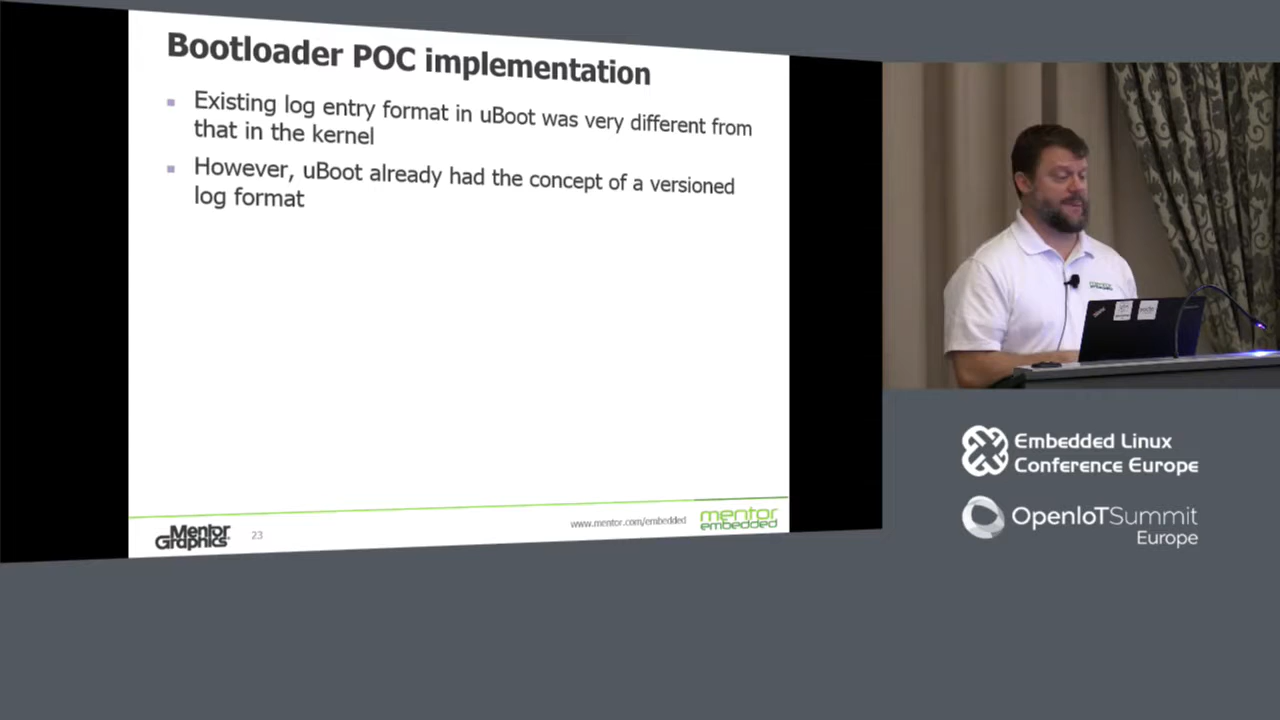 Bootloader POC implementation
Existing log entry format in uBoot was very different from
that in the kernel
However, uBoot already had the concept of a versioned
log format
Mentor
Graphics
23
www.mentor.com/embedded
mentor
embedded
Embedded Linux
Conference Europe
OpenIoTSummit
Europe